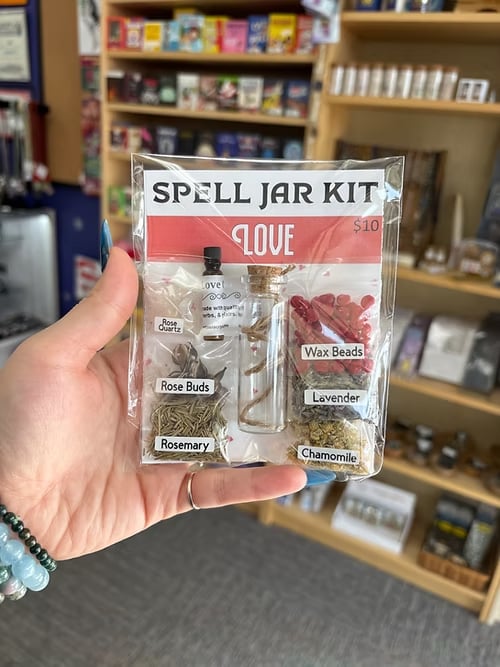 SPELL JAR KIT
LOVE
$10
Love
Rose
Quartz
Wax Beads
Rose Buds
Lavender
Rosemary
Chamomile